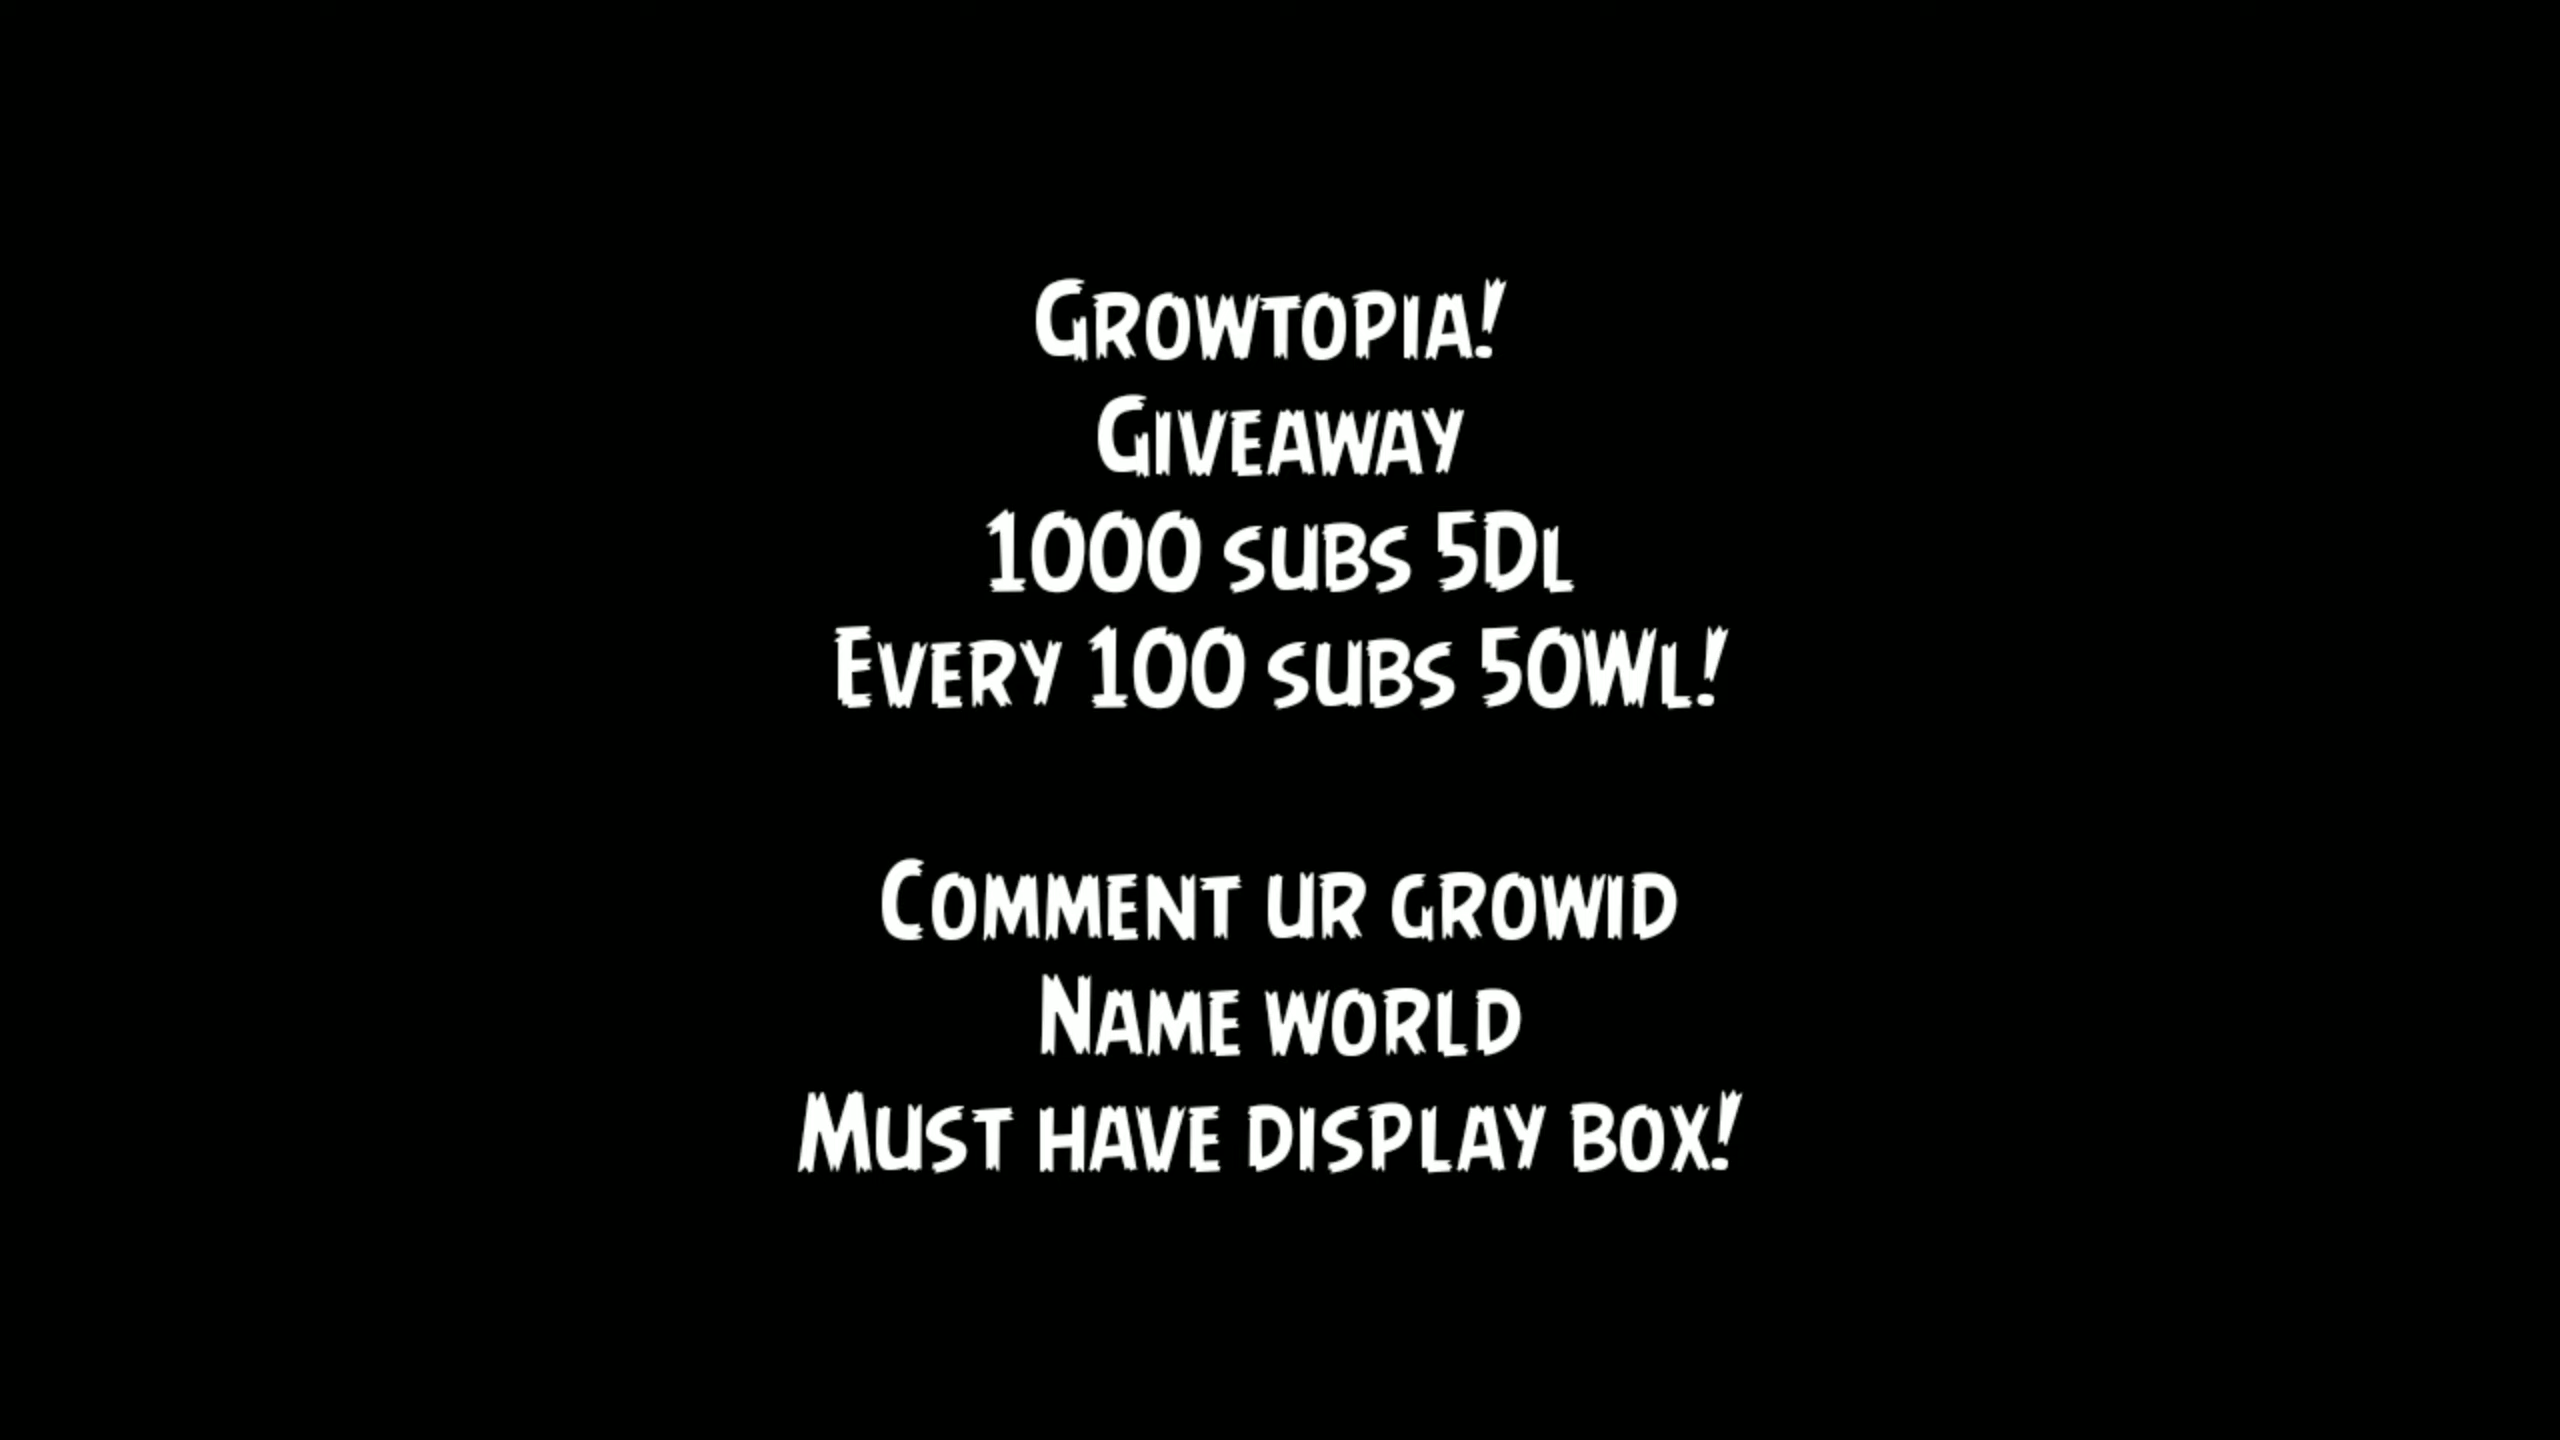 Growtopia!
Giveaway
1000 subs 5Dl
Every 100 subs 50Wl!
Comment ur growid
Name world
Must have display box!